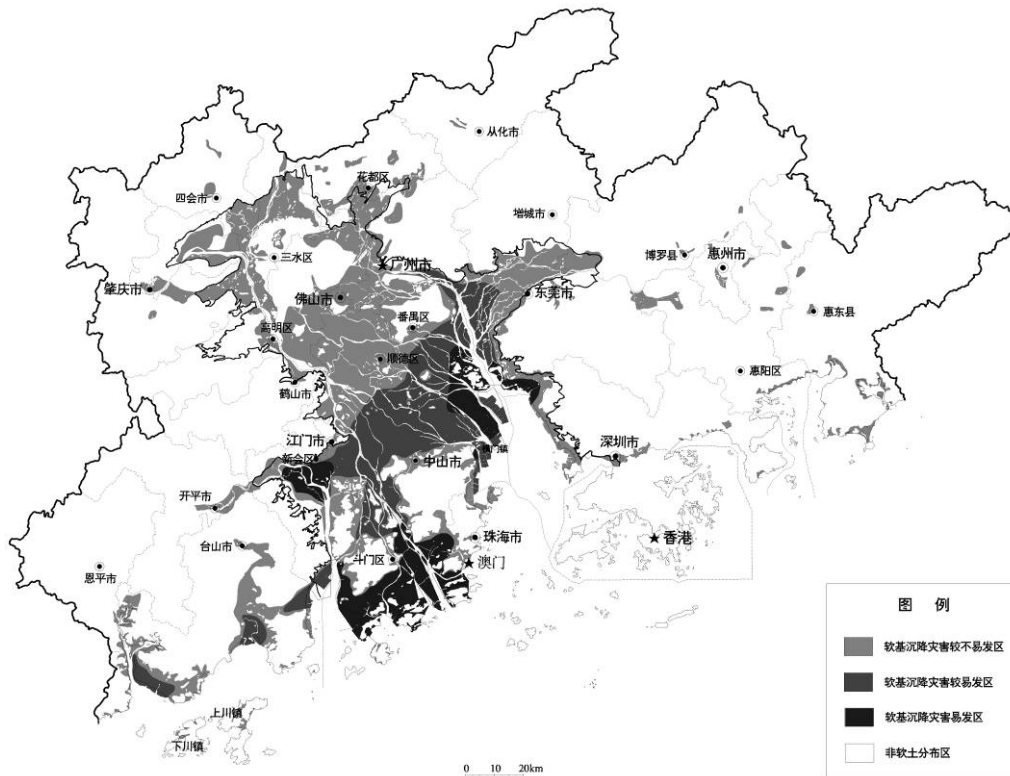 从化市
花都区
四会市
增城市
三水区
广州市
博罗县
惠州市
肇庆市
佛山市
东莞市
番禺区
惠东县
高明区
顺德区
惠阳区
鹤山市
江门市
新会区
中山市
横门镇
深圳市
开平市
台山市
珠海市
香港
斗门区
澳门
恩平市
上川镇
下川镇
图 例
软基沉降灾害较不易发区
软基沉降灾害较易发区
软基沉降灾害易发区
非软土分布区
0 10 20km